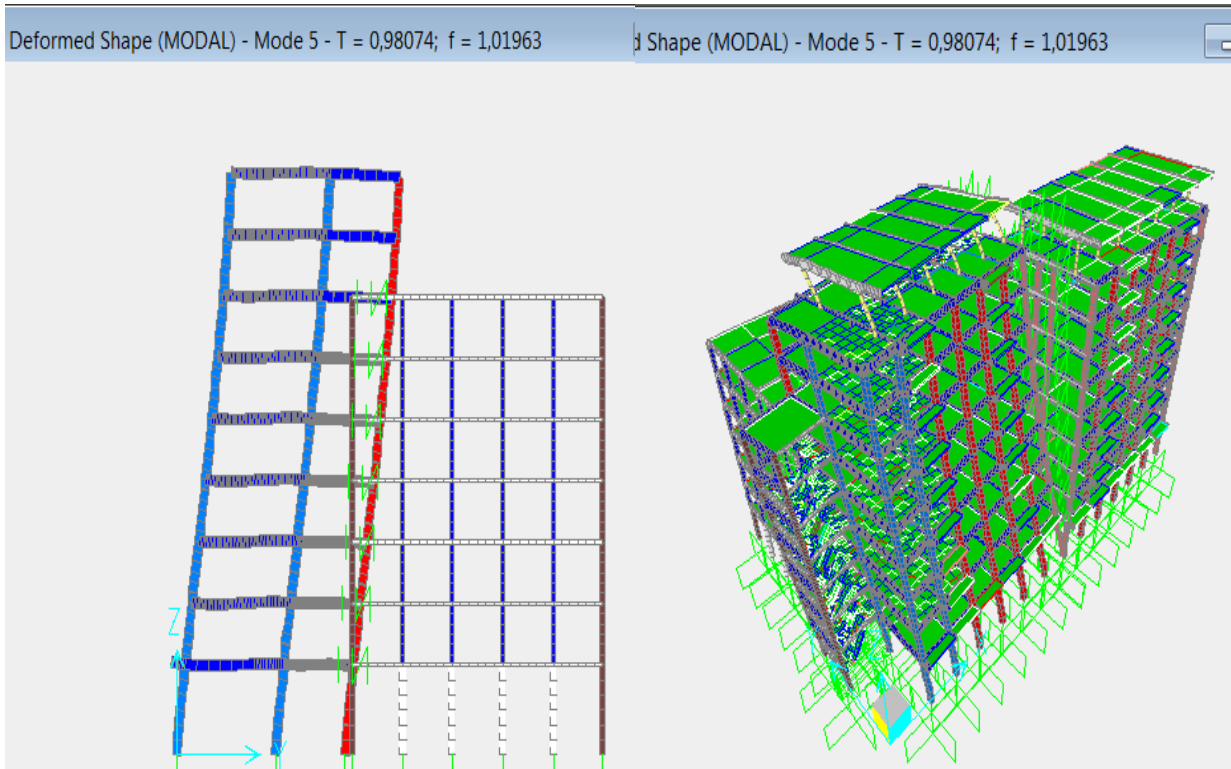 Deformed Shape (MODAL) - Mode 5 - T = 0,98074; f = 1,01963
d Shape (MODAL) - Mode 5 - T = 0,98074; f = 1,01963
Z
Y